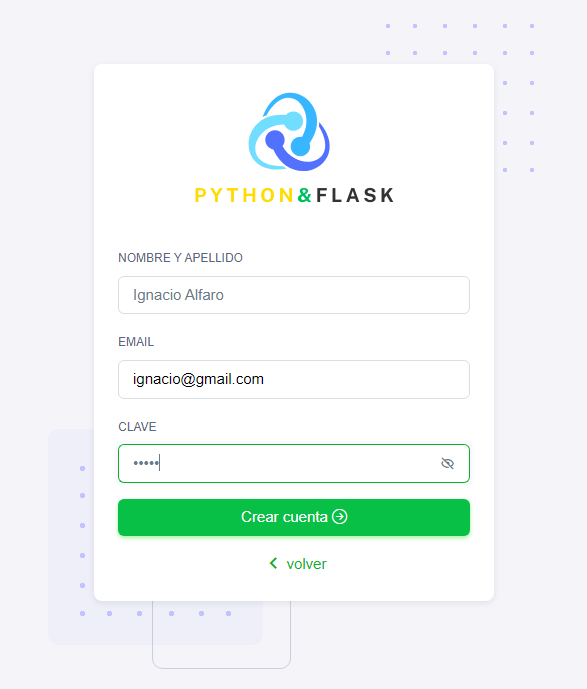 PYTHON&FLASK
NOMBRE Y APELLIDO
Ignacio Alfaro
EMAIL
ignacio@gmail.com
CLAVE
•••••
Crear cuenta
volver